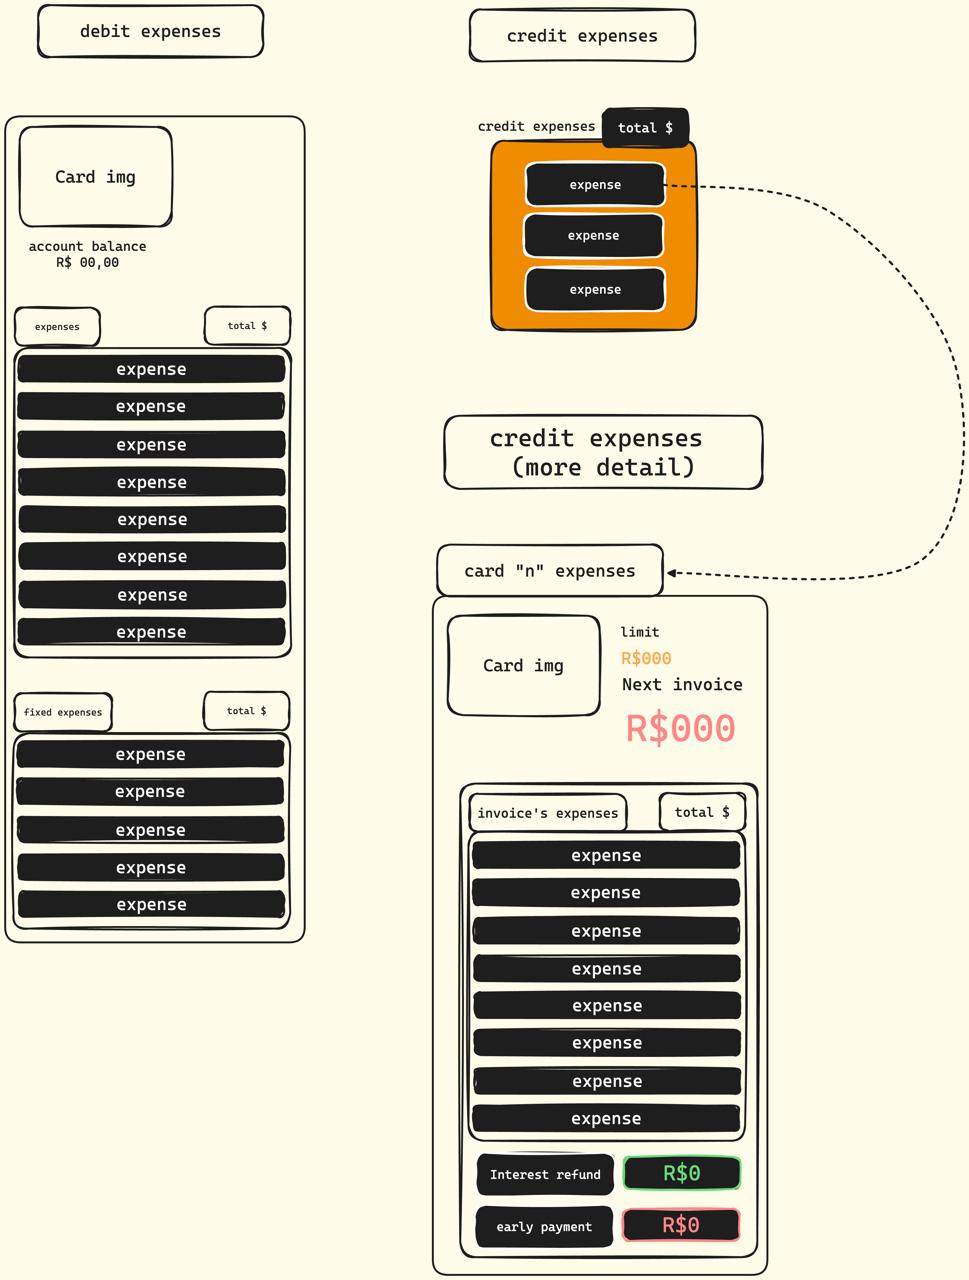 debit expenses
Card img
account balance
R$ 00,00
expenses
total $
expense
expense
expense
expense
expense
expense
expense
expense
fixed expenses
total $
expense
expense
expense
expense
expense
credit expenses
credit expenses
total $
expense
expense
expense
credit expenses
(more detail)
card "n" expenses
Card img
limit
R$000
Next invoice
R$000
invoice's expenses
total $
expense
expense
expense
expense
expense
expense
expense
expense
Interest refund
R$0
early payment
R$0